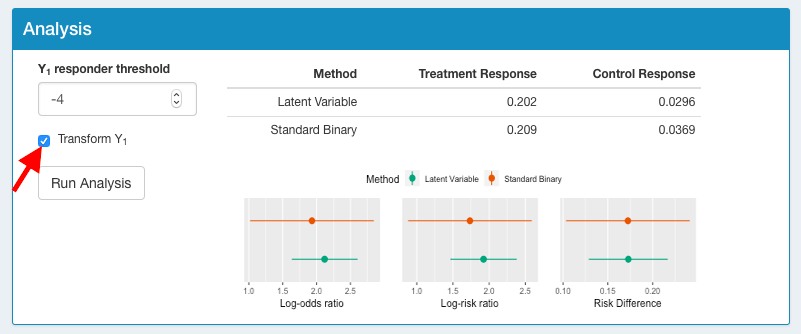 Analysis
Y1 responder threshold
-4
Transform Y1
Run Analysis
Method Treatment Response Control Response
Latent Variable 0.202 0.0296
Standard Binary 0.209 0.0369
Method Latent Variable Standard Binary
1.0 1.5 2.0 2.5 1.0 1.5 2.0 2.5 0.10 0.15 0.20
Log-odds ratio Log-risk ratio Risk Difference